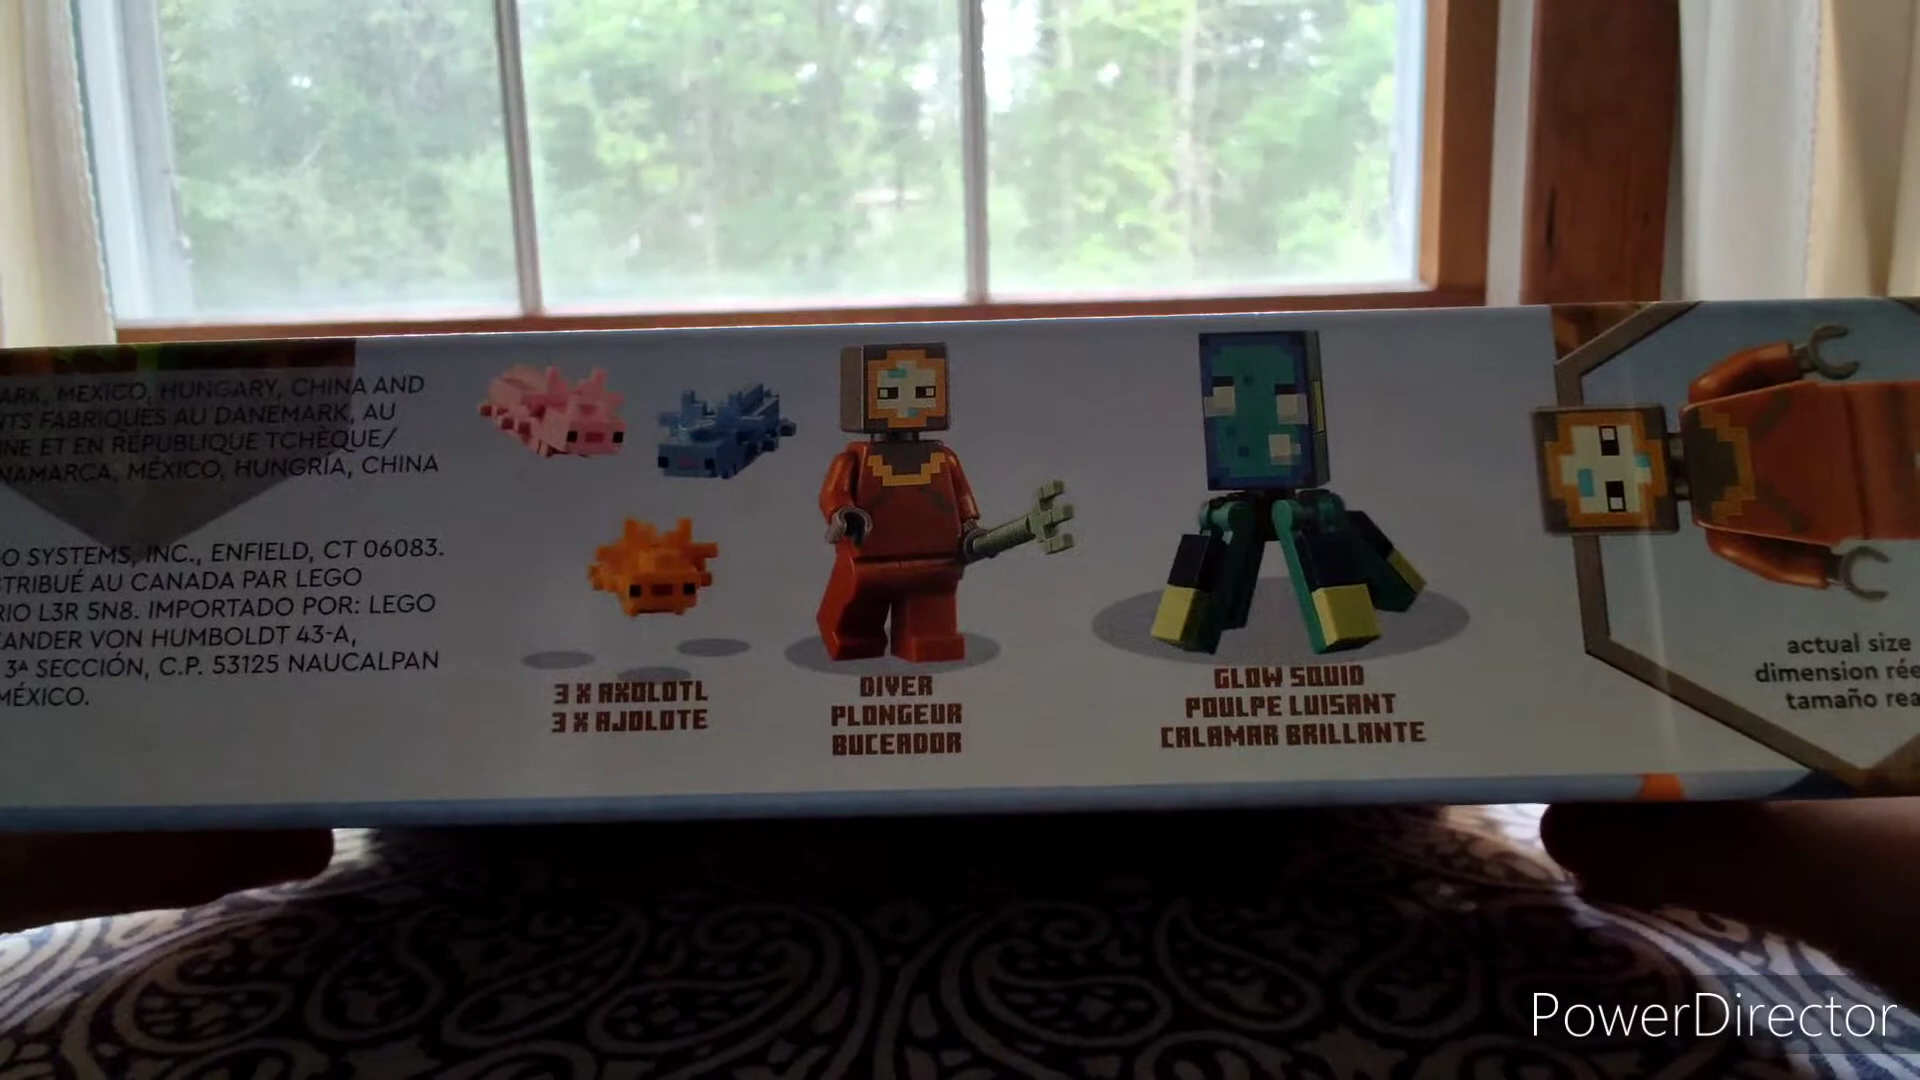 ARK, MEXICO, HUNGARY, CHINA AND
NTS FABRIQUÉS AU DANEMARK, AU
INE ET EN RÉPUBLIQUE TCHÈQUE/
NAMARCA, MÉXICO, HUNGRÍA, CHINA
O SYSTEMS, INC., ENFIELD, CT 06083.
STRIBUÉ AU CANADA PAR LEGO
RIO L3R 5N8. IMPORTADO POR: LEGO
ANDER VON HUMBOLDT 43-A,
3ª SECCIÓN, C.P. 53125 NAUCALPAN
MÉXICO.
3 X AXOLOTL
3 X AJOLOTE
DIVER
PLONGEUR
BUCEADOR
GLOW SQUID
POULPE LUISANT
CALAMAR BRILLANTE
actual size
dimension rée
tamaño rea
PowerDirector